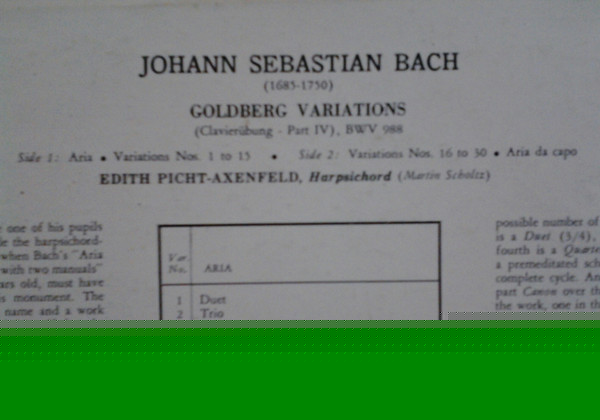 JOHANN SEBASTIAN BACH
(1685-1750)
GOLDBERG VARIATIONS
(Clavierübung - Part IV), BWV 988
Side 1: Aria • Variations Nos. 1 to 15 • Side 2: Variations Nos. 16 to 30 • Aria da capo
EDITH PICHT-AXENFELD, Harpsichord (Martin Scholtz)
one of his pupils
the harpsichord-
when Bach's "Aria
with two manuals"
old, must have
monument. The
name and a work
Var.
No. ARIA
1 Duet
2 Trio
possible number of
is a Duet (3/4),
fourth is a
a premeditated
complete cycle. An
part Canon over
the work, one in